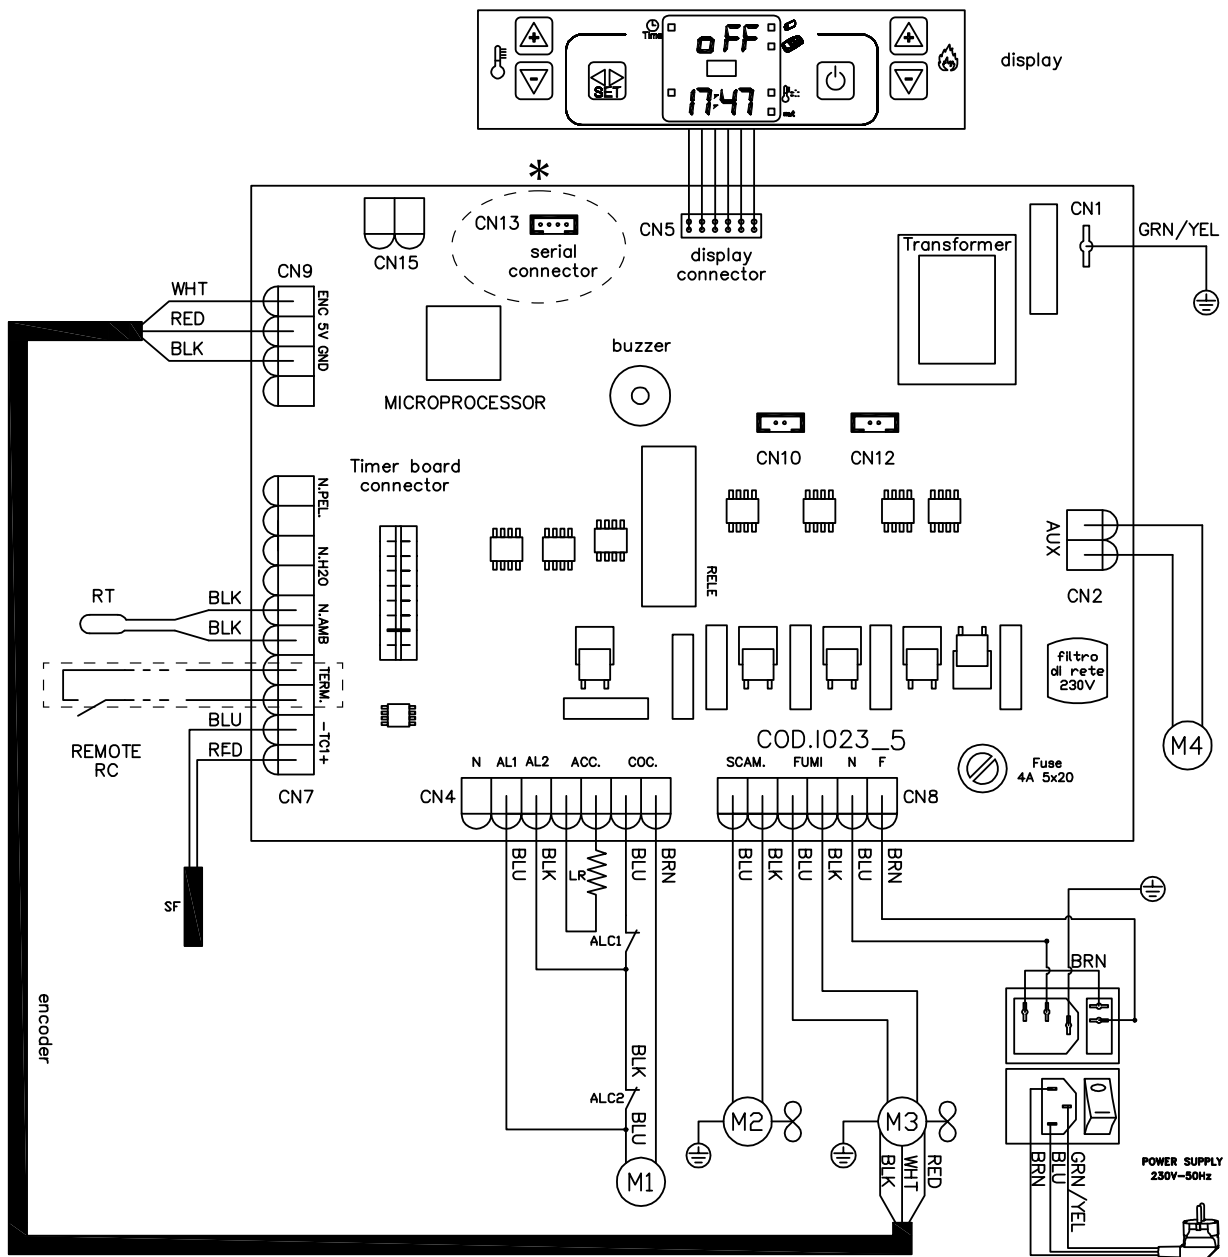 Time
oFF
SET
17:47
display
*
CN13
serial
connector
CN5
display
connector
CN1
GRN/YEL
Transformer
CN15
CN9
WHT
RED
BLK
ENC 5V GND
MICROPROCESSOR
buzzer
CN10
CN12
Timer board
connector
N.PEL.
N.H2O
N.AMB
TERM.
-TC1+
RT
BLK
BLK
REMOTE
RC
BLU
RED
CN7
SF
encoder
RELE
AUX
CN2
filtro
di rete
230V
M4
COD.I023_5
Fuse
4A 5x20
N AL1 AL2 ACC. COC.
CN4
SCAM. FUMI N F
CN8
BLU
BLK
LR
BLU
BRN
BLU
BLK
BLU
BLK
BLU
BRN
ALC1
BLK
ALC2
BLU
M1
M2
M3
BLK
WHT
RED
BRN
BRN
BLU
GRN/YEL
POWER SUPPLY
230V-50Hz